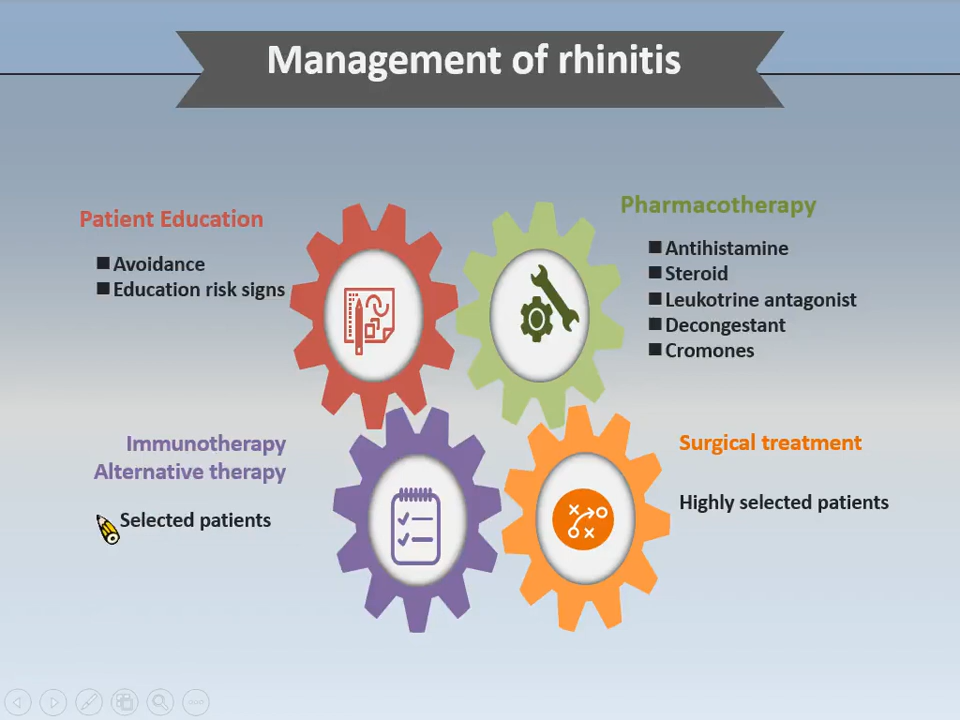 Management of rhinitis
Patient Education
Avoidance
Education risk signs
Pharmacotherapy
Antihistamine
Steroid
Leukotrine antagonist
Decongestant
Cromones
Immunotherapy
Alternative therapy
Selected patients
Surgical treatment
Highly selected patients